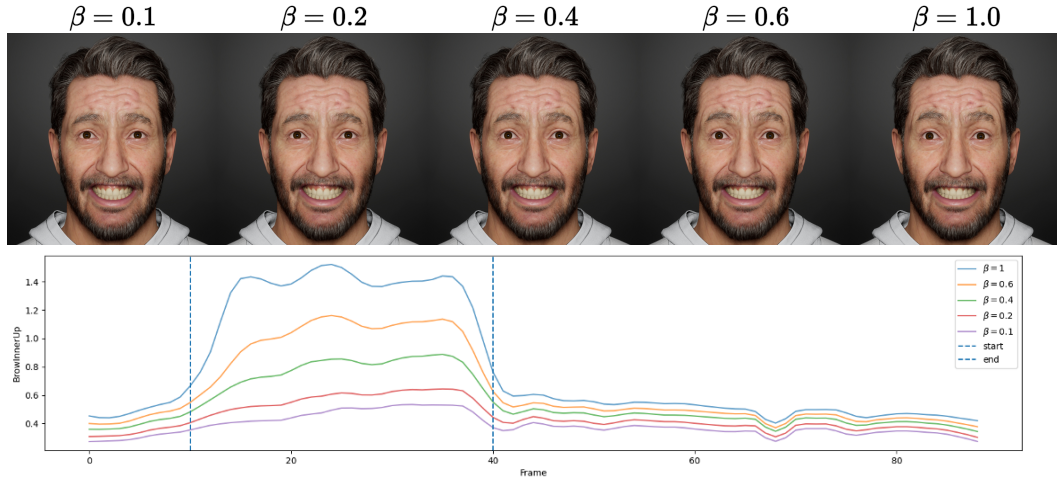 β = 0.1 β = 0.2 β = 0.4 β = 0.6 β = 1.0
1.4
1.2
1.0
0.8
0.6
0.4
BrowInnerUp
β = 1
β = 0.6
β = 0.4
β = 0.2
β = 0.1
start
end
0 20 40 60 80
Frame